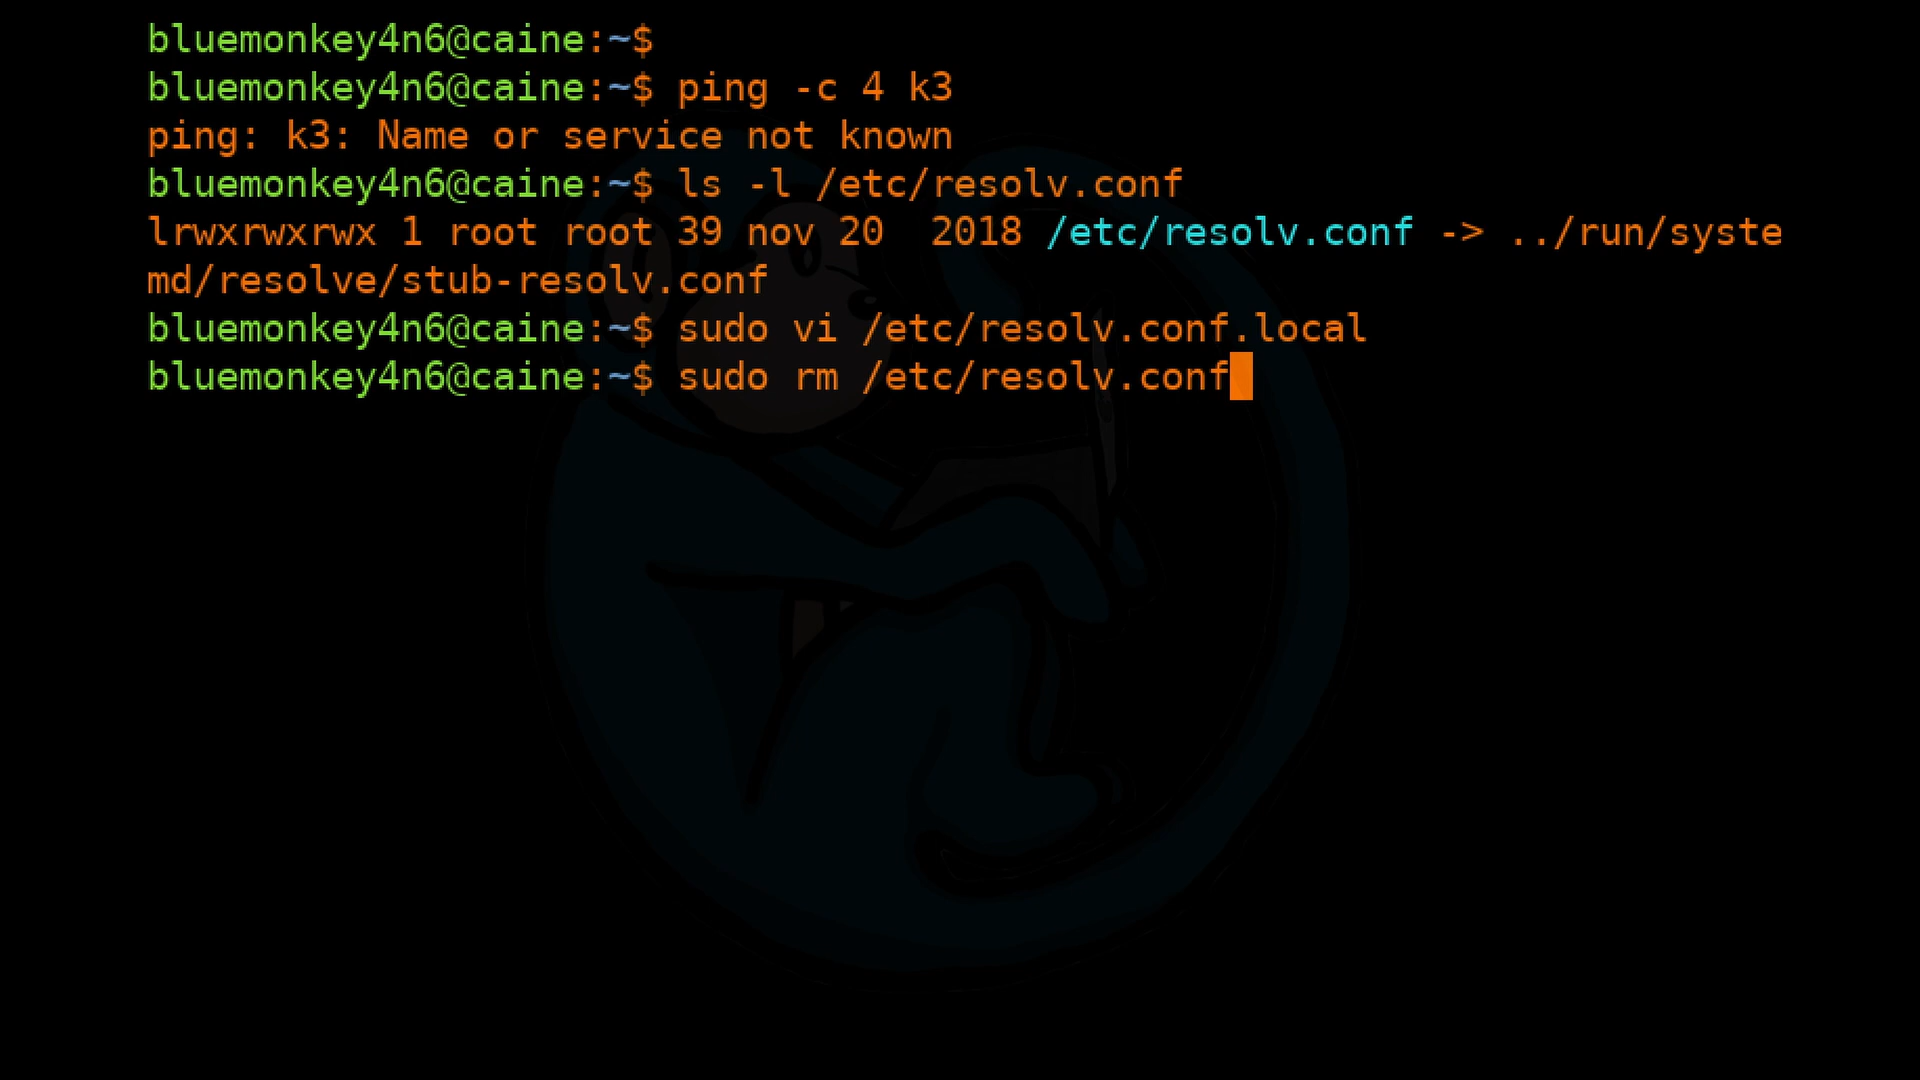 bluemonkey4n6@caine:~$
bluemonkey4n6@caine:~$ ping -c 4 k3
ping: k3: Name or service not known
bluemonkey4n6@caine:~$ ls -l /etc/resolv.conf
lrwxrwxrwx 1 root root 39 nov 20  2018 /etc/resolv.conf -> ../run/syste
md/resolve/stub-resolv.conf
bluemonkey4n6@caine:~$ sudo vi /etc/resolv.conf.local
bluemonkey4n6@caine:~$ sudo rm /etc/resolv.conf